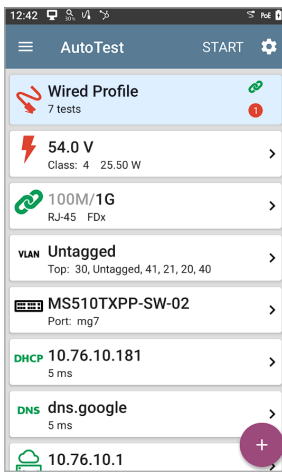 12:42 30% PoE
AutoTest START
Wired Profile
7 tests
1
54.0 V
Class: 4 25.50 W
100M/1G
RJ-45 FDx
VLAN Untagged
Top: 30, Untagged, 41, 21, 20, 40
MS510TXPP-SW-02
Port: mg7
DHCP 10.76.10.181
5 ms
DNS dns.google
5 ms
+
10.76.10.1